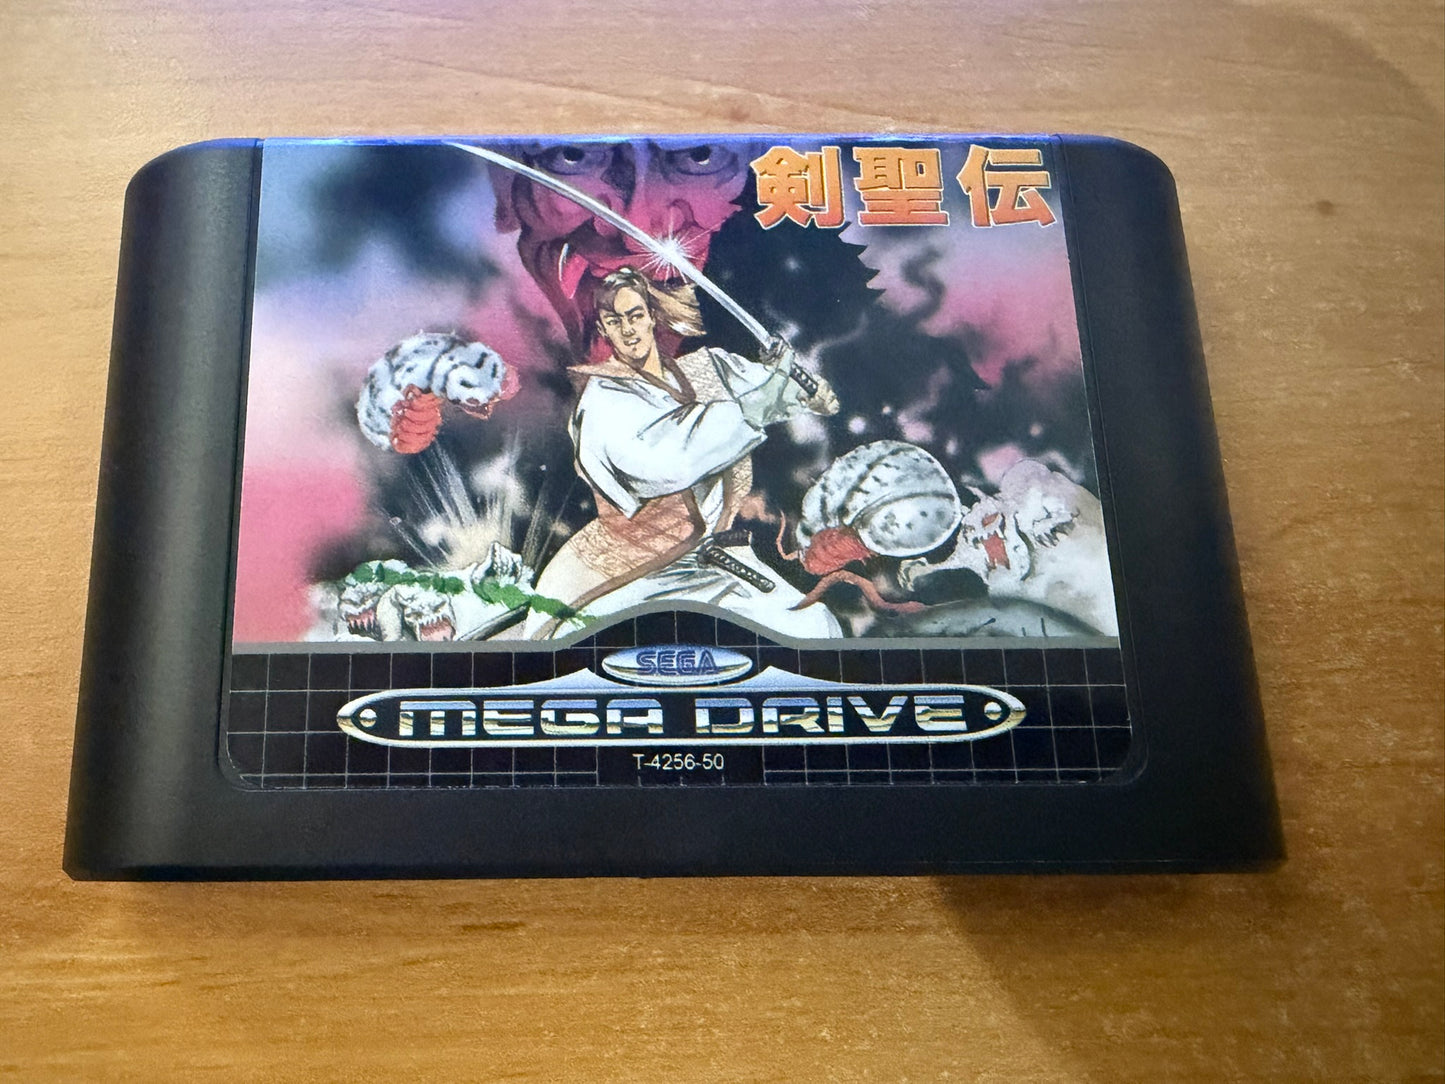 剣聖伝
SEGA
MEGA DRIVE
T-4256-50